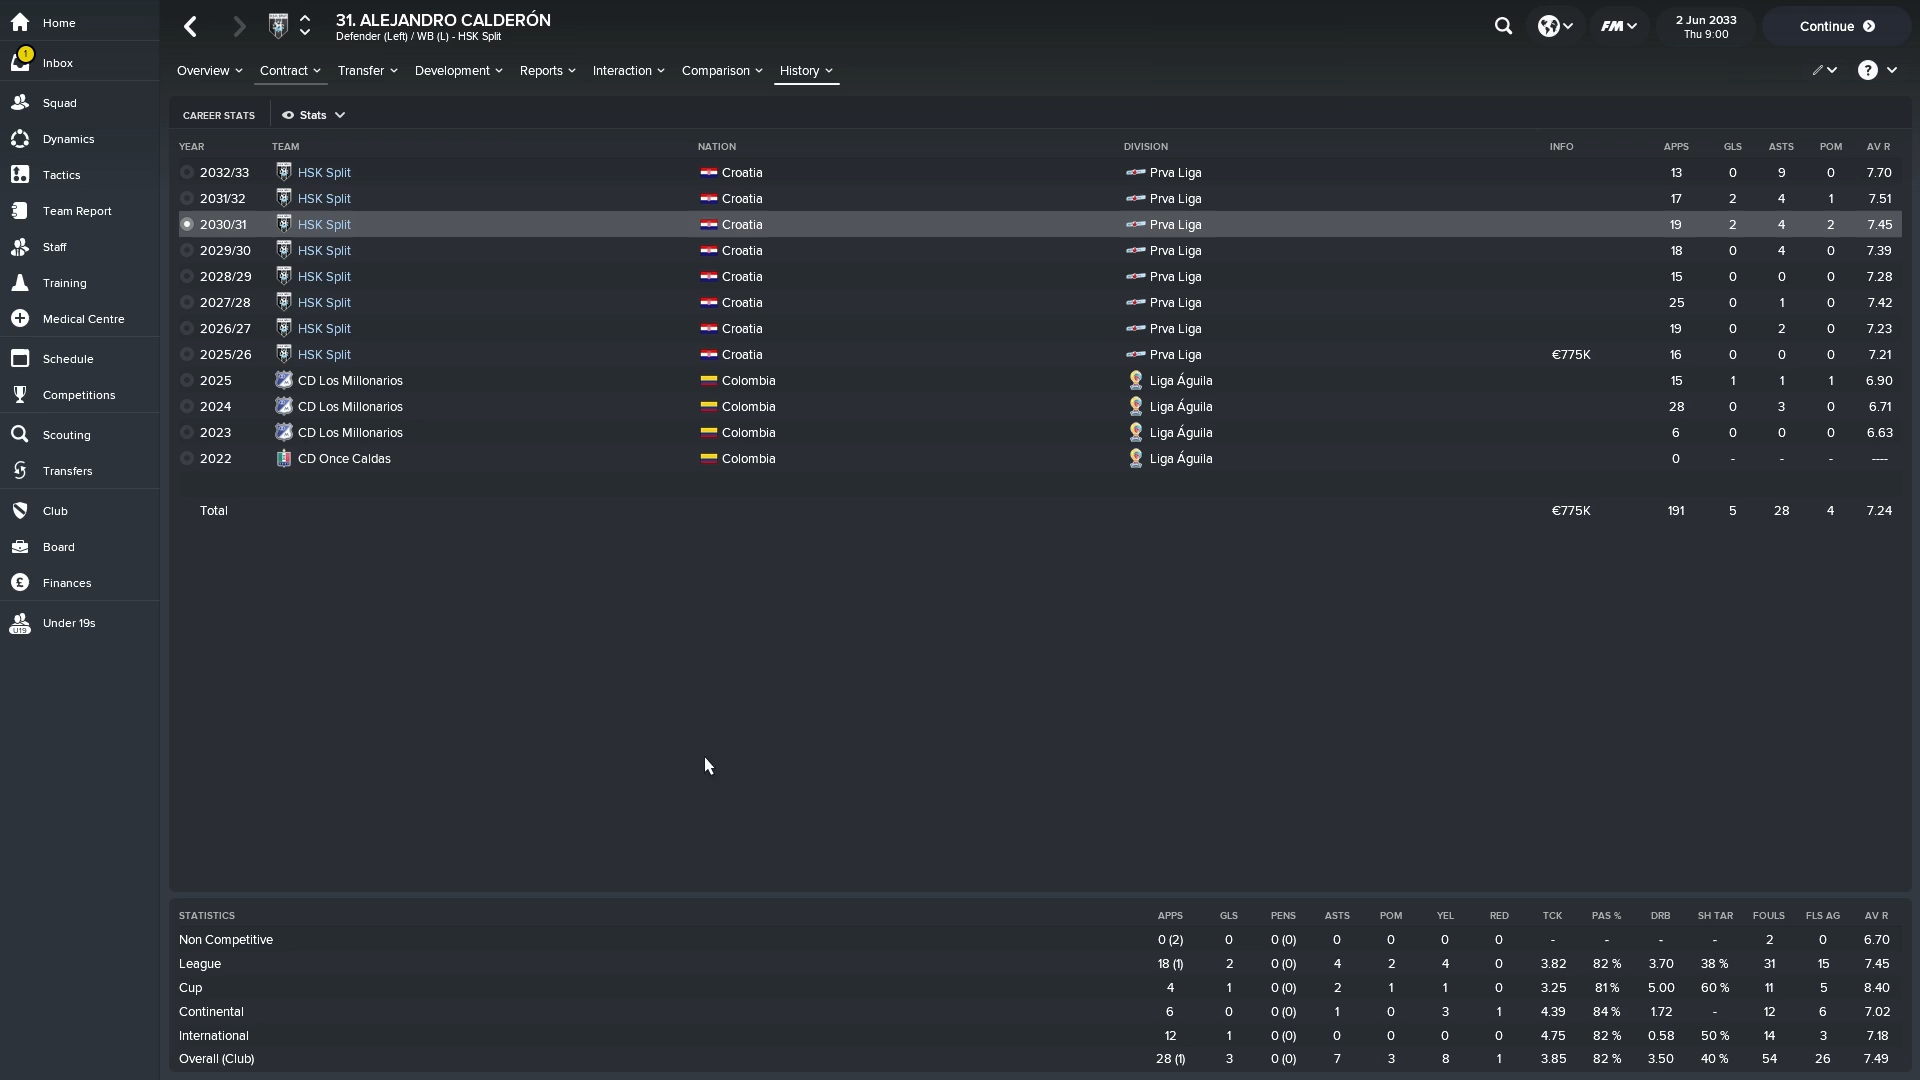 Home
1
Inbox
Squad
Dynamics
Tactics
Team Report
Staff
Training
Medical Centre
Schedule
Competitions
Scouting
Transfers
Club
Board
Finances
U19
Under 19s
31. ALEJANDRO CALDERÓN
Defender (Left) / WB (L) - HSK Split
FM
2 Jun 2033
Thu 9:00
Continue
Overview Contract Transfer Development Reports Interaction Comparison History
?
CAREER STATS Stats
YEAR TEAM NATION DIVISION INFO APPS GLS ASTS POM AV R
2032/33 HSK Split Croatia Prva Liga 13 0 9 0 7.70
2031/32 HSK Split Croatia Prva Liga 17 2 4 1 7.51
2030/31 HSK Split Croatia Prva Liga 19 2 4 2 7.45
2029/30 HSK Split Croatia Prva Liga 18 0 4 0 7.39
2028/29 HSK Split Croatia Prva Liga 15 0 0 0 7.28
2027/28 HSK Split Croatia Prva Liga 25 0 1 0 7.42
2026/27 HSK Split Croatia Prva Liga 19 0 2 0 7.23
2025/26 HSK Split Croatia Prva Liga €775K 16 0 0 0 7.21
2025 CD Los Millonarios Colombia Liga Águila 15 1 1 1 6.90
2024 CD Los Millonarios Colombia Liga Águila 28 0 3 0 6.71
2023 CD Los Millonarios Colombia Liga Águila 6 0 0 0 6.63
2022 CD Once Caldas Colombia Liga Águila 0 - - - ----
Total €775K 191 5 28 4 7.24
STATISTICS APPS GLS PENS ASTS POM YEL RED TCK PAS % DRB SH TAR FOULS FLS AG AV R
Non Competitive 0 (2) 0 0 (0) 0 0 0 0 - - - - 2 0 6.70
League 18 (1) 2 0 (0) 4 2 4 0 3.82 82 % 3.70 38 % 31 15 7.45
Cup 4 1 0 (0) 2 1 1 0 3.25 81 % 5.00 60 % 11 5 8.40
Continental 6 0 0 (0) 1 0 3 1 4.39 84 % 1.72 - 12 6 7.02
International 12 1 0 (0) 0 0 0 0 4.75 82 % 0.58 50 % 14 3 7.18
Overall (Club) 28 (1) 3 0 (0) 7 3 8 1 3.85 82 % 3.50 40 % 54 26 7.49